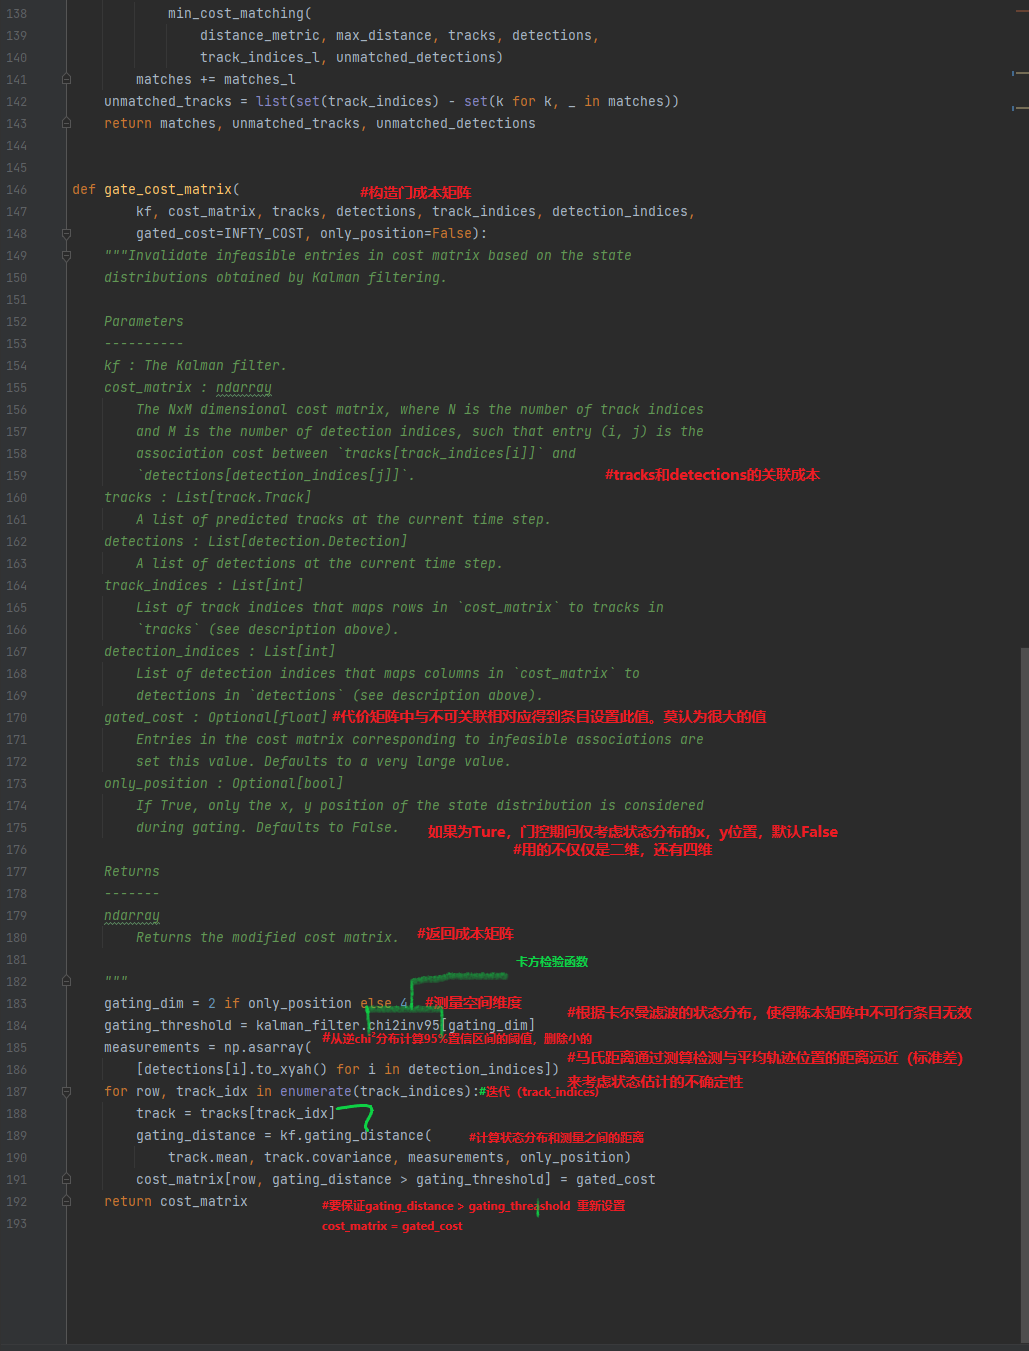 138 min_cost_matching(
139 distance_metric, max_distance, tracks, detections,
140 track_indices_l, unmatched_detections)
141 matches += matches_l
142 unmatched_tracks = list(set(track_indices) - set(k for k, _ in matches))
143 return matches, unmatched_tracks, unmatched_detections
144
145
146 def gate_cost_matrix( #构造门成本矩阵
147 kf, cost_matrix, tracks, detections, track_indices, detection_indices,
148 gated_cost=INFTY_COST, only_position=False):
149 """Invalidate infeasible entries in cost matrix based on the state
150 distributions obtained by Kalman filtering.
151
152 Parameters
153 ----------
154 kf : The Kalman filter.
155 cost_matrix : ndarray
156 The NxM dimensional cost matrix, where N is the number of track indices
157 and M is the number of detection indices, such that entry (i, j) is the
158 association cost between `tracks[track_indices[i]]` and
159 `detections[detection_indices[j]]`. #tracks和detections的关联成本
160 tracks : List[track.Track]
161 A list of predicted tracks at the current time step.
162 detections : List[detection.Detection]
163 A list of detections at the current time step.
164 track_indices : List[int]
165 List of track indices that maps rows in `cost_matrix` to tracks in
166 `tracks` (see description above).
167 detection_indices : List[int]
168 List of detection indices that maps columns in `cost_matrix` to
169 detections in `detections` (see description above).
170 gated_cost : Optional[float] #代价矩阵中与不可关联相对应得到条目设置此值。莫认为很大的值
171 Entries in the cost matrix corresponding to infeasible associations are
172 set this value. Defaults to a very large value.
173 only_position : Optional[bool]
174 If True, only the x, y position of the state distribution is considered
175 during gating. Defaults to False. 如果为Ture，门控期间仅考虑状态分布的x，y位置，默认False
176 #用的不仅仅是二维，还有四维
177 Returns
178 -------
179 ndarray
180 Returns the modified cost matrix. #返回成本矩阵
181 卡方检验函数
182 """
183 gating_dim = 2 if only_position else 4 #测量空间维度
#根据卡尔曼滤波的状态分布，使得陈本矩阵中不可行条目无效
184 gating_threshold = kalman_filter.chi2inv95[gating_dim]
185 measurements = np.asarray( #从逆chi²分布计算95%置信区间的阈值，删除小的
186 [detections[i].to_xyah() for i in detection_indices]) #马氏距离通过测算检测与平均轨迹位置的距离远近（标准差）
来考虑状态估计的不确定性
187 for row, track_idx in enumerate(track_indices):#迭代（track_indices）
188 track = tracks[track_idx]
189 gating_distance = kf.gating_distance( #计算状态分布和测量之间的距离
190 track.mean, track.covariance, measurements, only_position)
191 cost_matrix[row, gating_distance > gating_threshold] = gated_cost
192 return cost_matrix #要保证gating_distance > gating_threashold 重新设置
193 cost_matrix = gated_cost